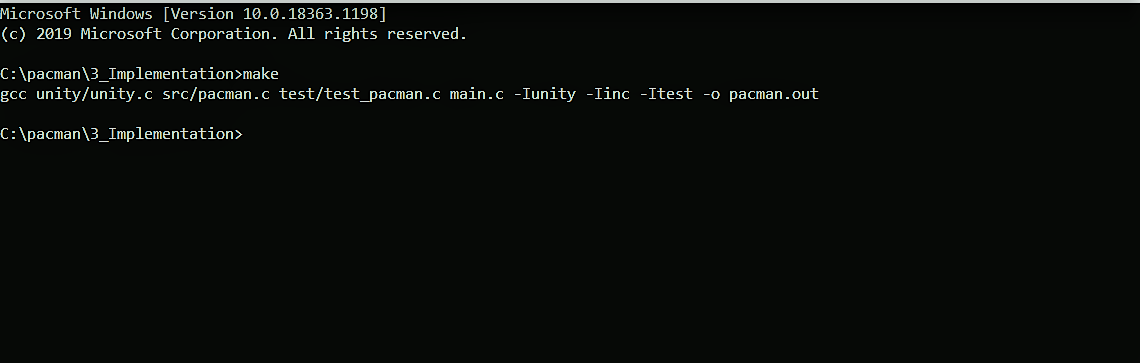 Microsoft Windows [Version 10.0.18363.1198]
(c) 2019 Microsoft Corporation. All rights reserved.
C:\pacman\3_Implementation>make
gcc unity/unity.c src/pacman.c test/test_pacman.c main.c -Iunity -Iinc -Itest -o pacman.out
C:\pacman\3_Implementation>